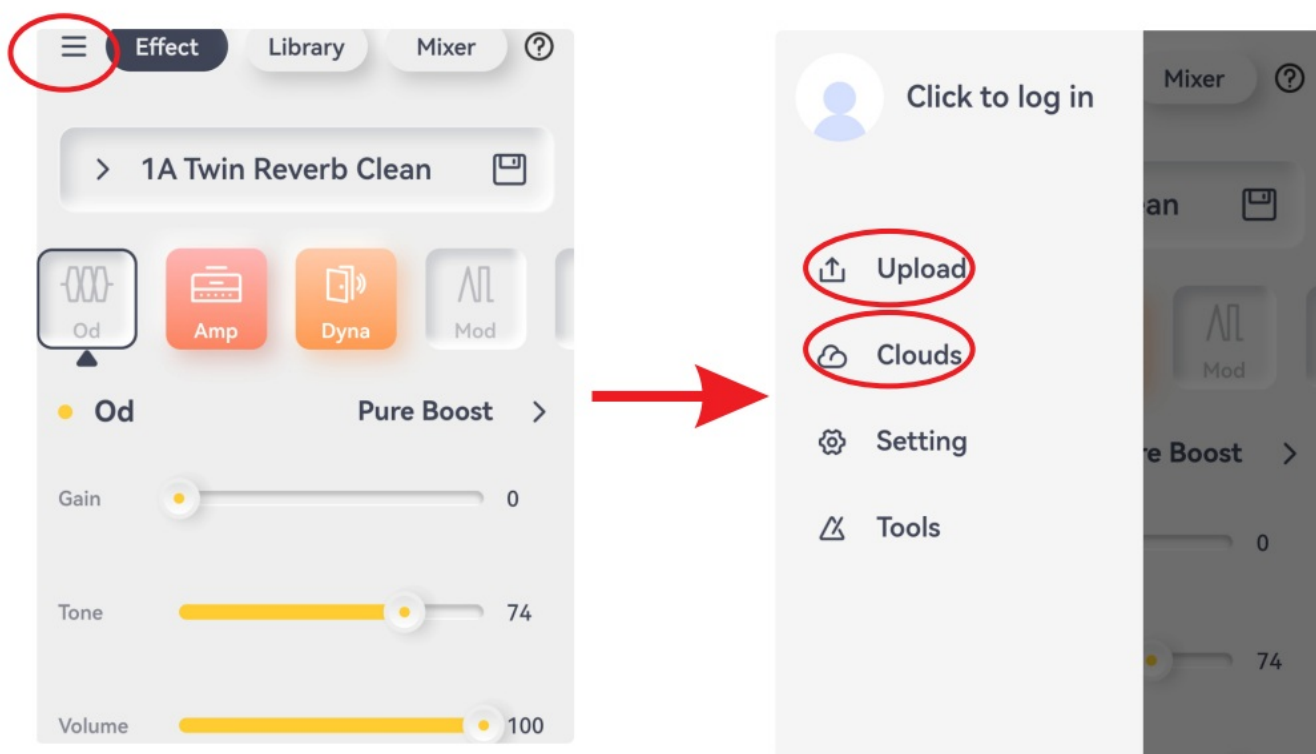 Effect Library Mixer ?
1A Twin Reverb Clean
Od Amp Dyna Mod
Od Pure Boost
Gain 0
Tone 74
Volume 100
Click to log in
Upload
Clouds
Setting
Tools
Mixer ?
an
Mod
e Boost
0
74